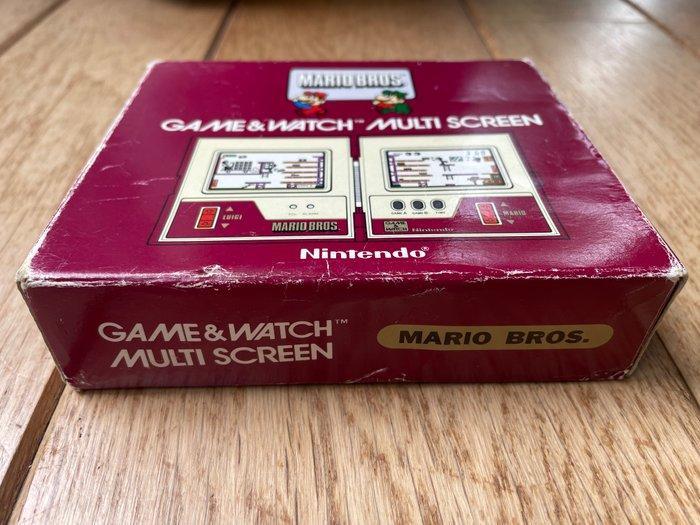 MARIO BROS.
GAME & WATCH™ MULTI SCREEN
LUIGI
MARIO BROS.
GAME A GAME B TIME
MARIO
Nintendo
Nintendo®
GAME & WATCH™
MULTI SCREEN
MARIO BROS.